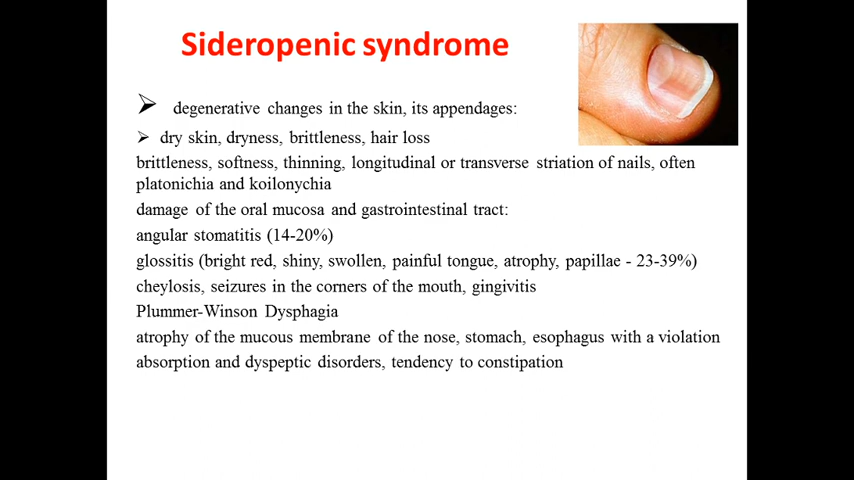 Sideropenic syndrome
degenerative changes in the skin, its appendages:
dry skin, dryness, brittleness, hair loss
brittleness, softness, thinning, longitudinal or transverse striation of nails, often
platonichia and koilonychia
damage of the oral mucosa and gastrointestinal tract:
angular stomatitis (14-20%)
glossitis (bright red, shiny, swollen, painful tongue, atrophy, papillae - 23-39%)
cheylosis, seizures in the corners of the mouth, gingivitis
Plummer-Winson Dysphagia
atrophy of the mucous membrane of the nose, stomach, esophagus with a violation
absorption and dyspeptic disorders, tendency to constipation